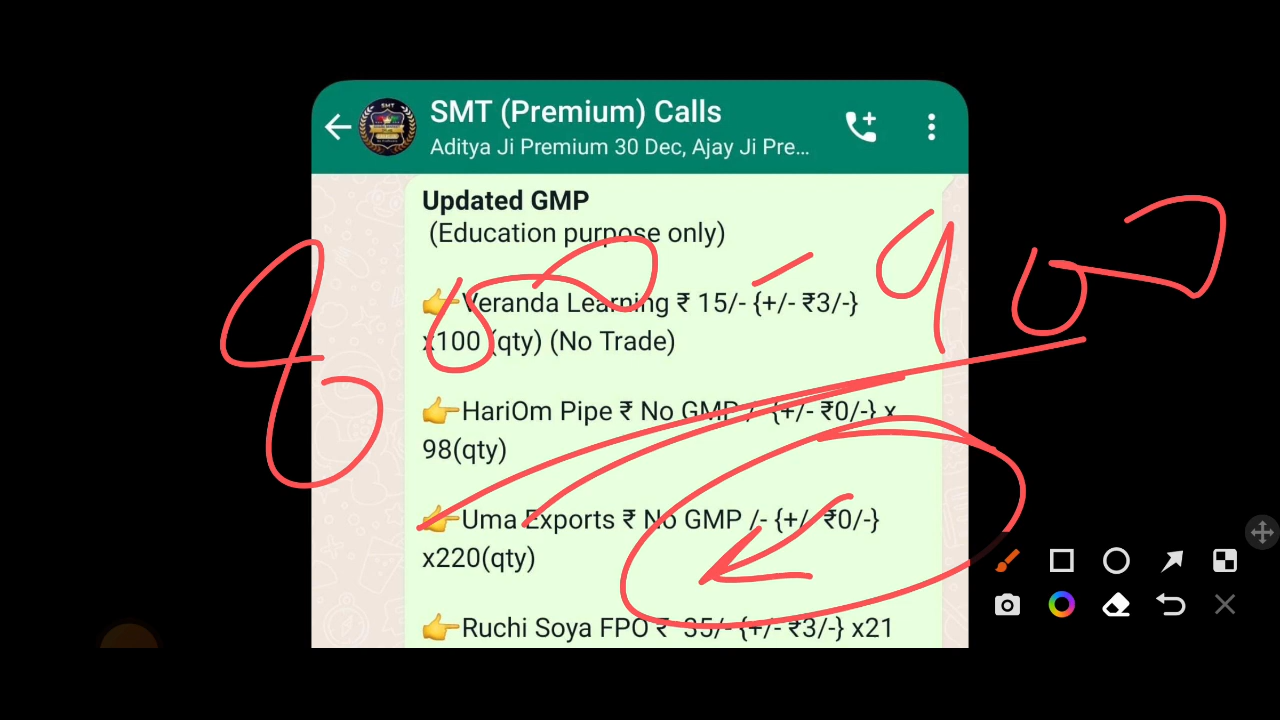 SMT (Premium) Calls
Aditya Ji Premium 30 Dec, Ajay Ji Pre...
Updated GMP
(Education purpose only)
👉Veranda Learning ₹ 15/- {+/- ₹3/-}
x100 (qty) (No Trade)
👉HariOm Pipe ₹ No GMP /- {+/- ₹0/-} x
98(qty)
👉Uma Exports ₹ No GMP /- {+/- ₹0/-}
x220(qty)
👉Ruchi Soya FPO ₹ 35/- {+/- ₹3/-} x21
800 - 900